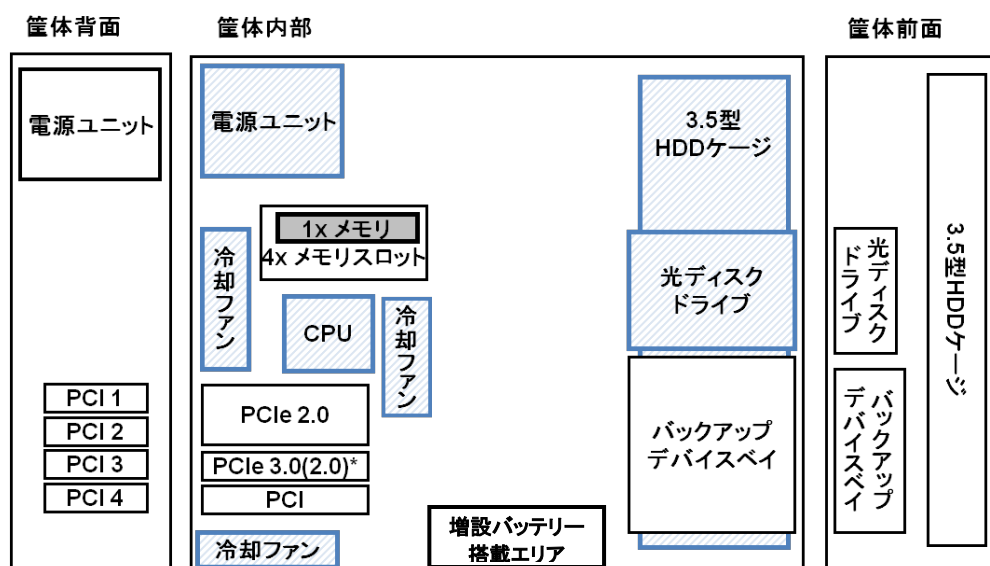 筐体背面
電源ユニット
PCI 1
PCI 2
PCI 3
PCI 4
筐体内部
電源ユニット
1x メモリ
4x メモリスロット
冷却ファン
CPU
冷却ファン
PCIe 2.0
PCIe 3.0(2.0)*
PCI
冷却ファン
増設バッテリー
搭載エリア
3.5型
HDDケージ
光ディスク
ドライブ
バックアップ
デバイスベイ
筐体前面
光ディスク
ドライブ
バックアップ
デバイスベイ
3.5型HDDケージ